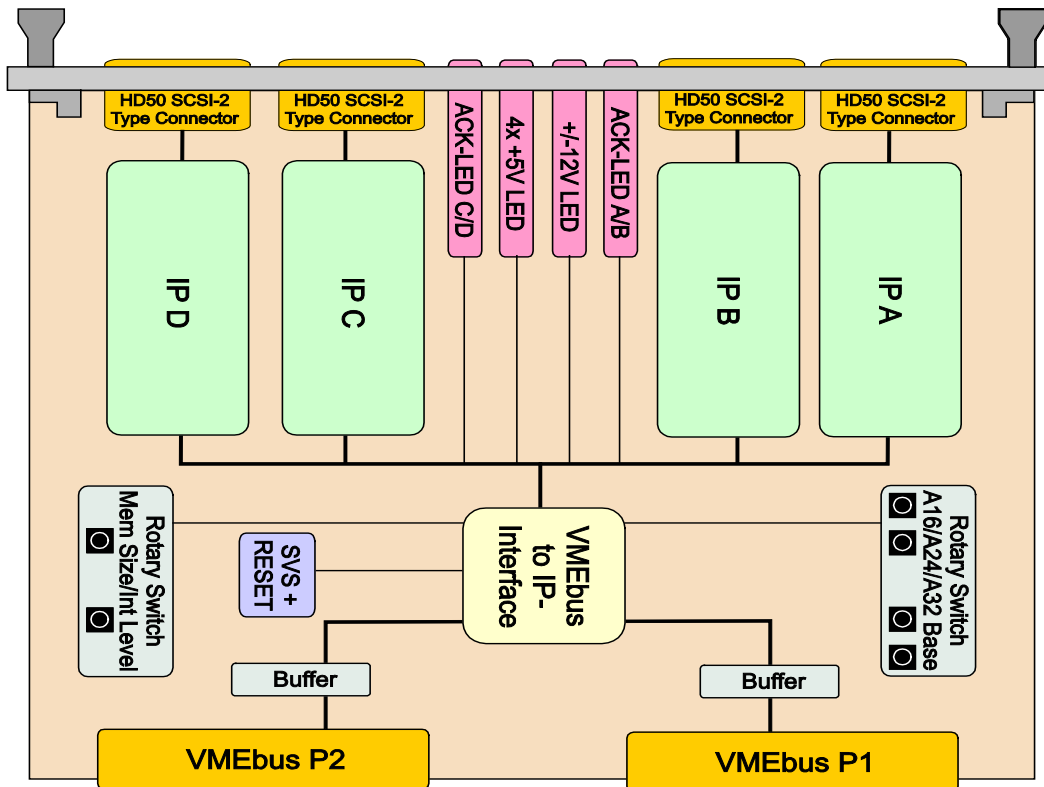 HD50 SCSI-2
Type Connector
HD50 SCSI-2
Type Connector
ACK-LED C/D
4x +5V LED
+/-12V LED
ACK-LED A/B
HD50 SCSI-2
Type Connector
HD50 SCSI-2
Type Connector
IP D
IP C
IP B
IP A
Rotary Switch
Mem Size/Int Level
SVS +
RESET
VMEbus
to IP-
Interface
Rotary Switch
A16/A24/A32 Base
Buffer
Buffer
VMEbus P2
VMEbus P1